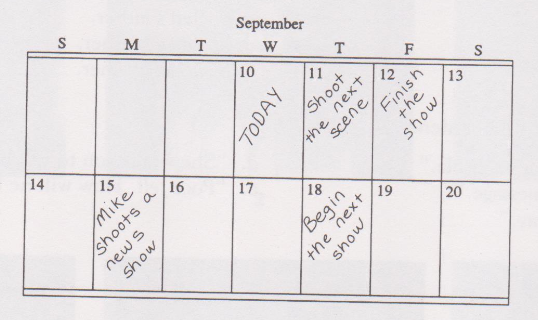 September
S M T W T F S
10 11 12 13
TODAY
Shoot
the next
scene
Finish
the
show
14 15 16 17 18 19 20
Mike
shoots a
news
show
Begin
the next
show